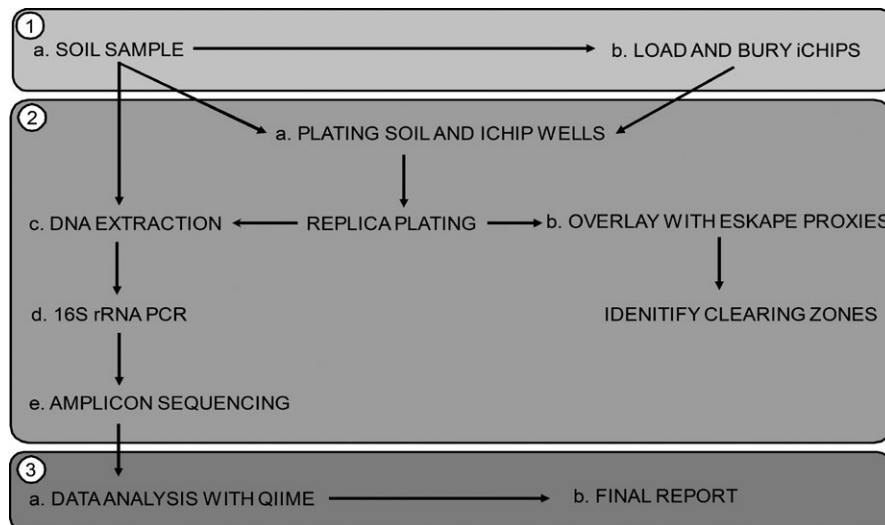 1
a. SOIL SAMPLE
b. LOAD AND BURY iCHIPS
2
a. PLATING SOIL AND ICHIP WELLS
c. DNA EXTRACTION
REPLICA PLATING
b. OVERLAY WITH ESKAPE PROXIES
d. 16S rRNA PCR
IDENITIFY CLEARING ZONES
e. AMPLICON SEQUENCING
3
a. DATA ANALYSIS WITH QIIME
b. FINAL REPORT